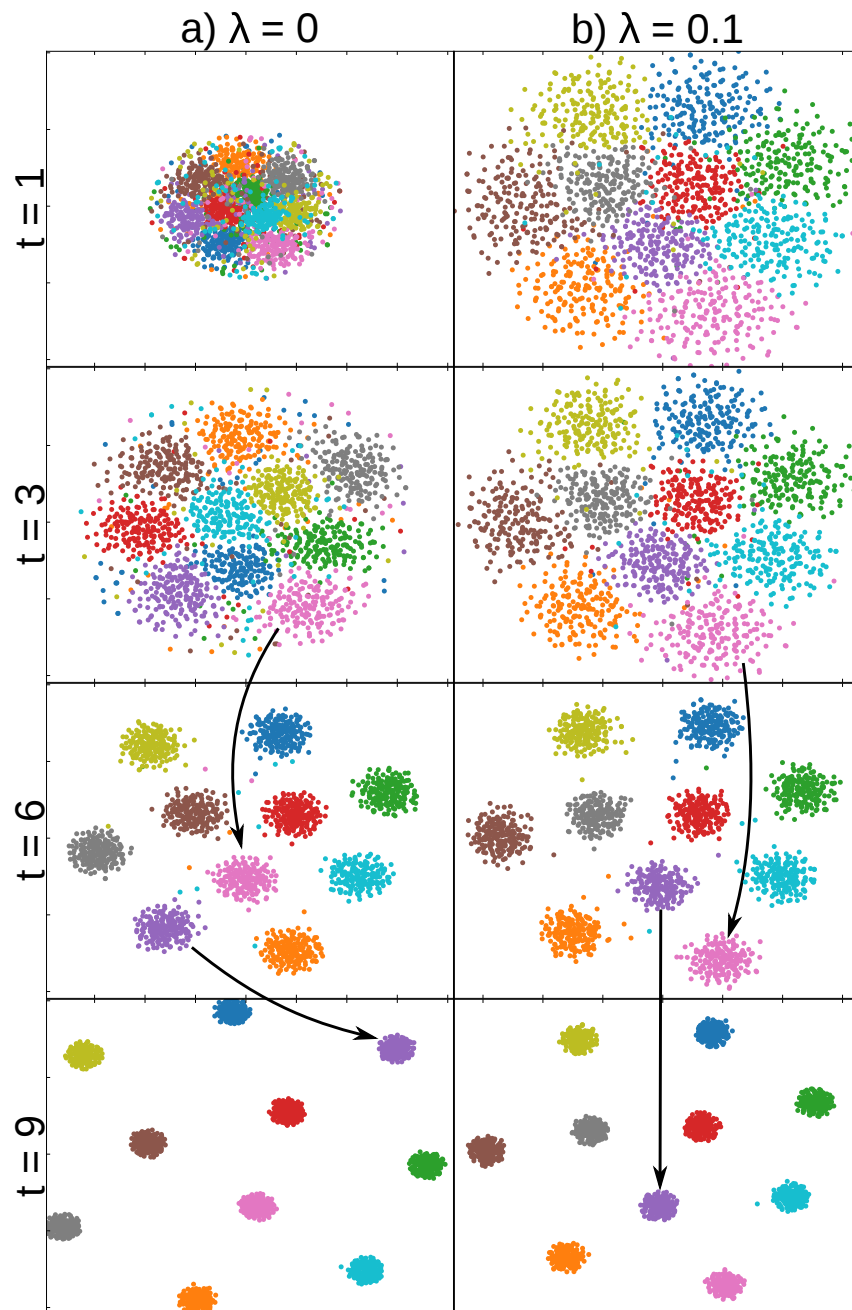 a) λ = 0
b) λ = 0.1
t = 1
t = 3
t = 6
t = 9